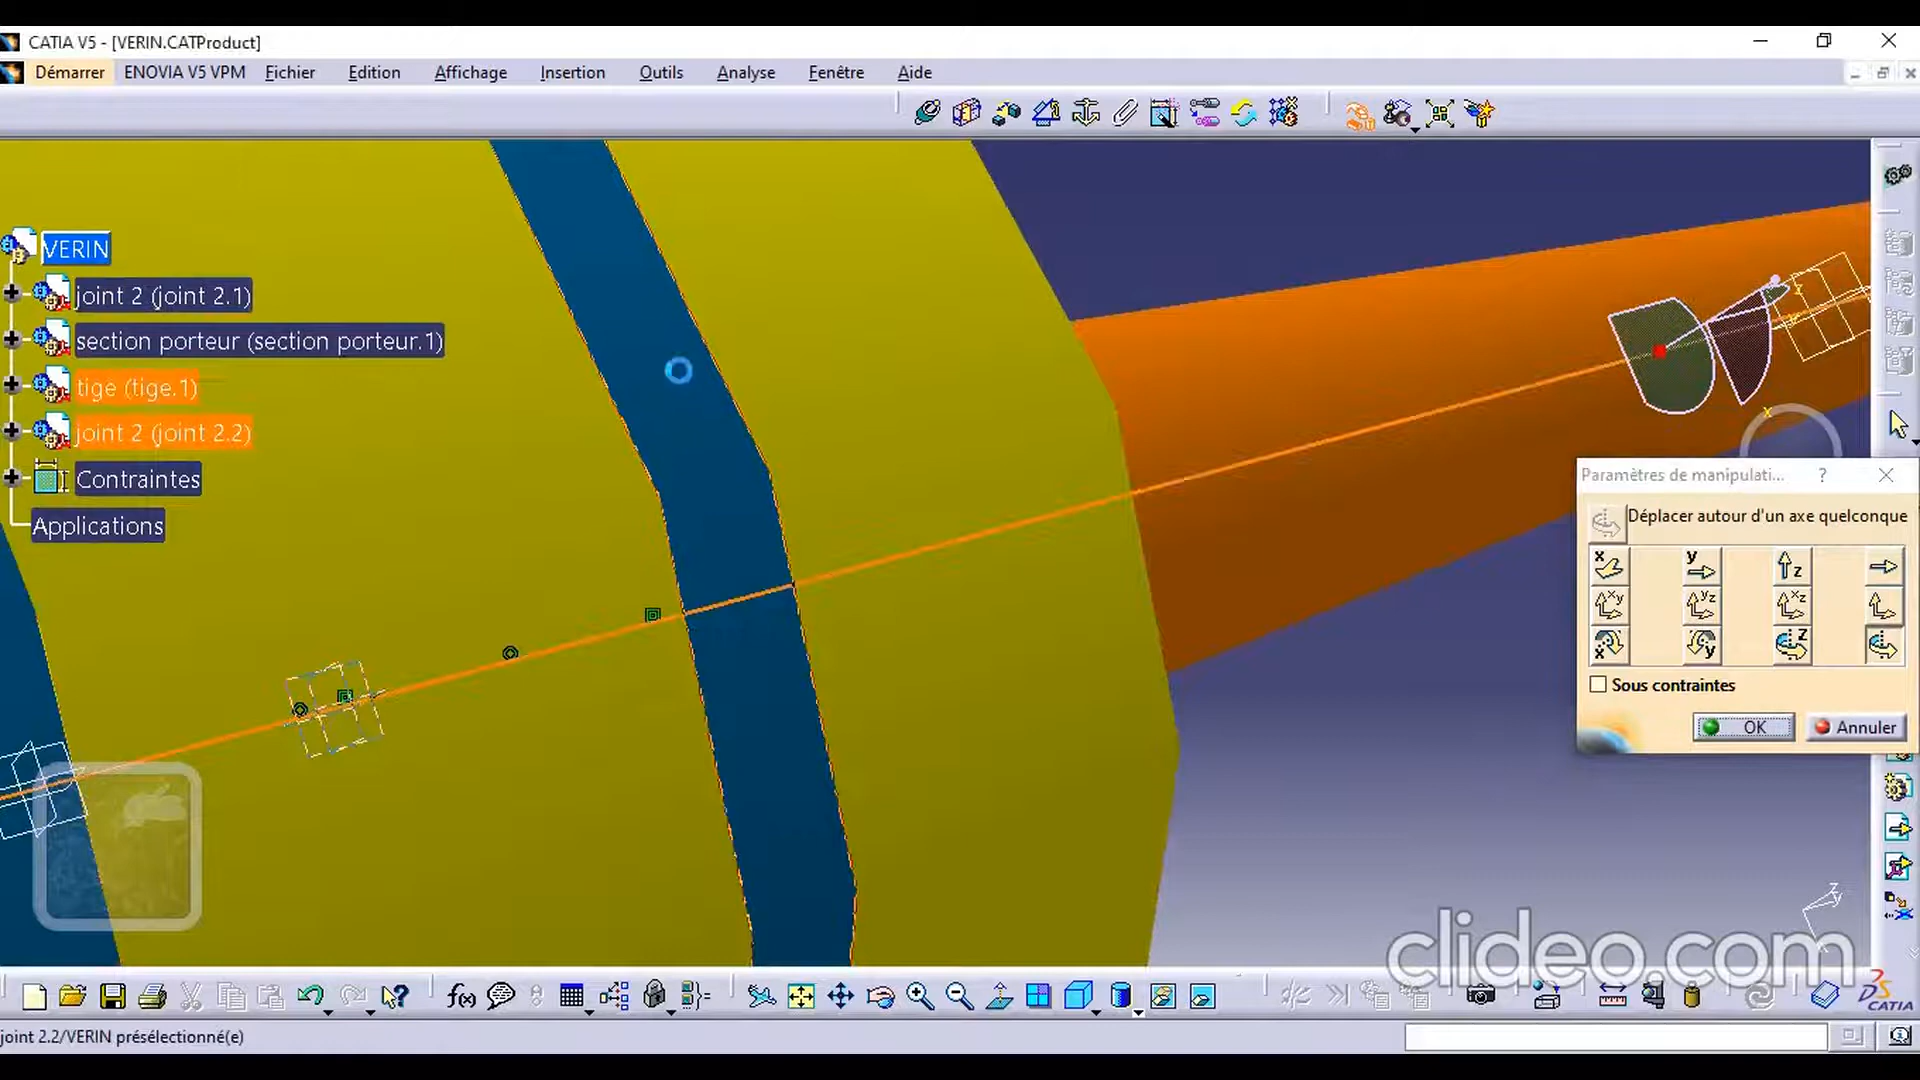 CATIA V5 - [VERIN.CATProduct]
Démarrer ENOVIA V5 VPM Fichier Edition Affichage Insertion Outils Analyse Fenêtre Aide
VERIN
joint 2 (joint 2.1)
section porteur (section porteur.1)
tige (tige.1)
joint 2 (joint 2.2)
Contraintes
Applications
Paramètres de manipulati... ?
Déplacer autour d'un axe quelconque
x y z
xy yz xz
x y z
Sous contraintes
OK Annuler
clideo.com
f(x)
CATIA
joint 2.2/VERIN présélectionné(e)